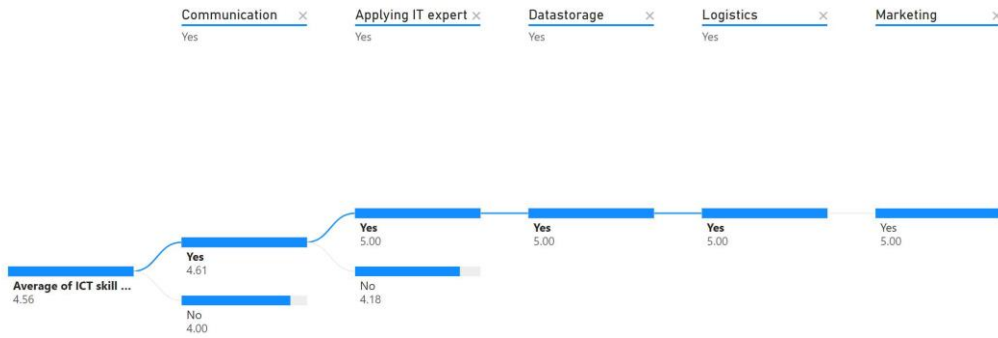 Communication ×
Yes
Applying IT expert ×
Yes
Datastorage ×
Yes
Logistics ×
Yes
Marketing ×
Yes
5.00
Yes
5.00
Yes
5.00
Yes
5.00
Yes
4.61
No
4.18
Average of ICT skill ...
4.56
No
4.00